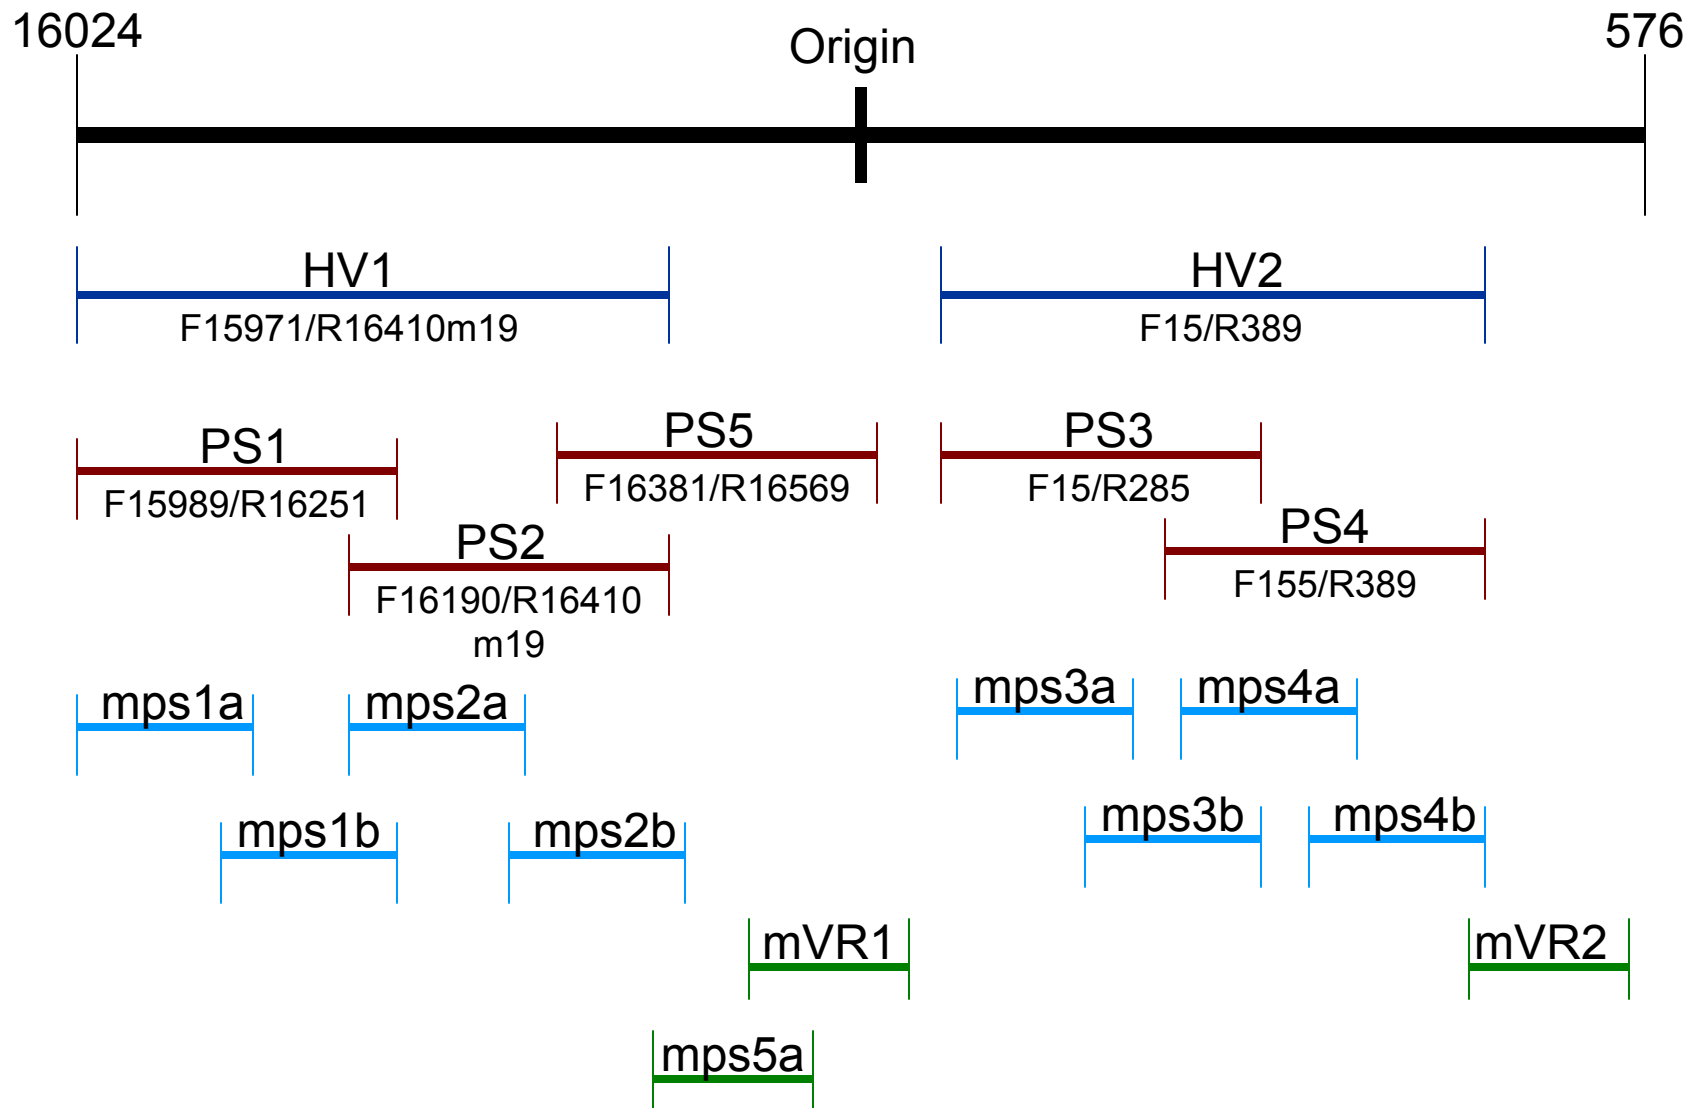 16024
Origin
576
HV1
F15971/R16410m19
HV2
F15/R389
PS1
F15989/R16251
PS5
F16381/R16569
PS2
F16190/R16410
m19
PS3
F15/R285
PS4
F155/R389
mps1a
mps2a
mps3a
mps4a
mps1b
mps2b
mps3b
mps4b
mVR1
mVR2
mps5a